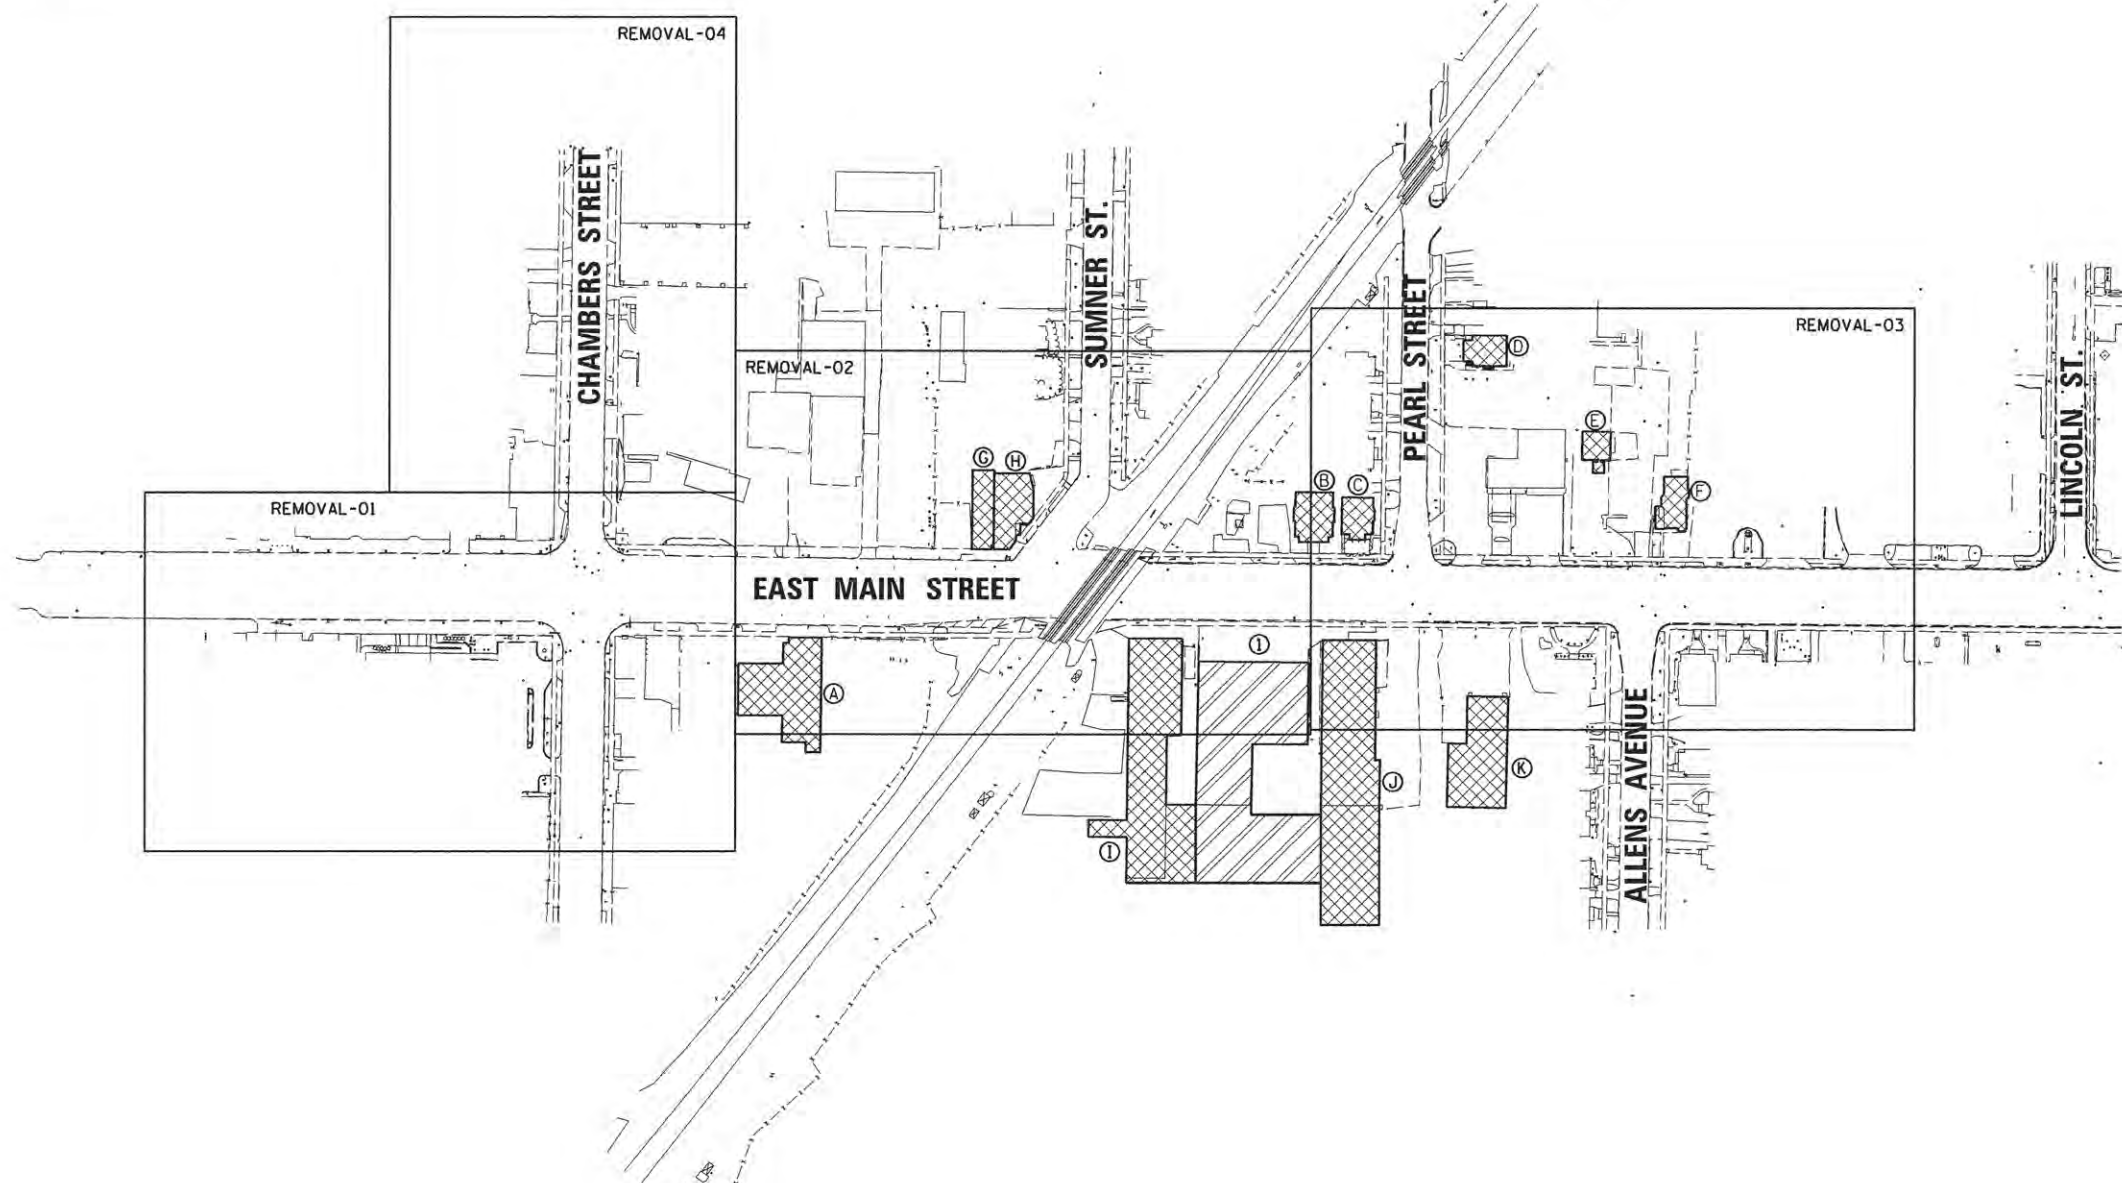 REMOVAL-04
CHAMBERS STREET
SUMNER ST.
PEARL STREET
REMOVAL-03
LINCOLN ST.
REMOVAL-02
D
E
G
H
F
B
C
REMOVAL-01
EAST MAIN STREET
I
A
ALLENS AVENUE
J
K
I